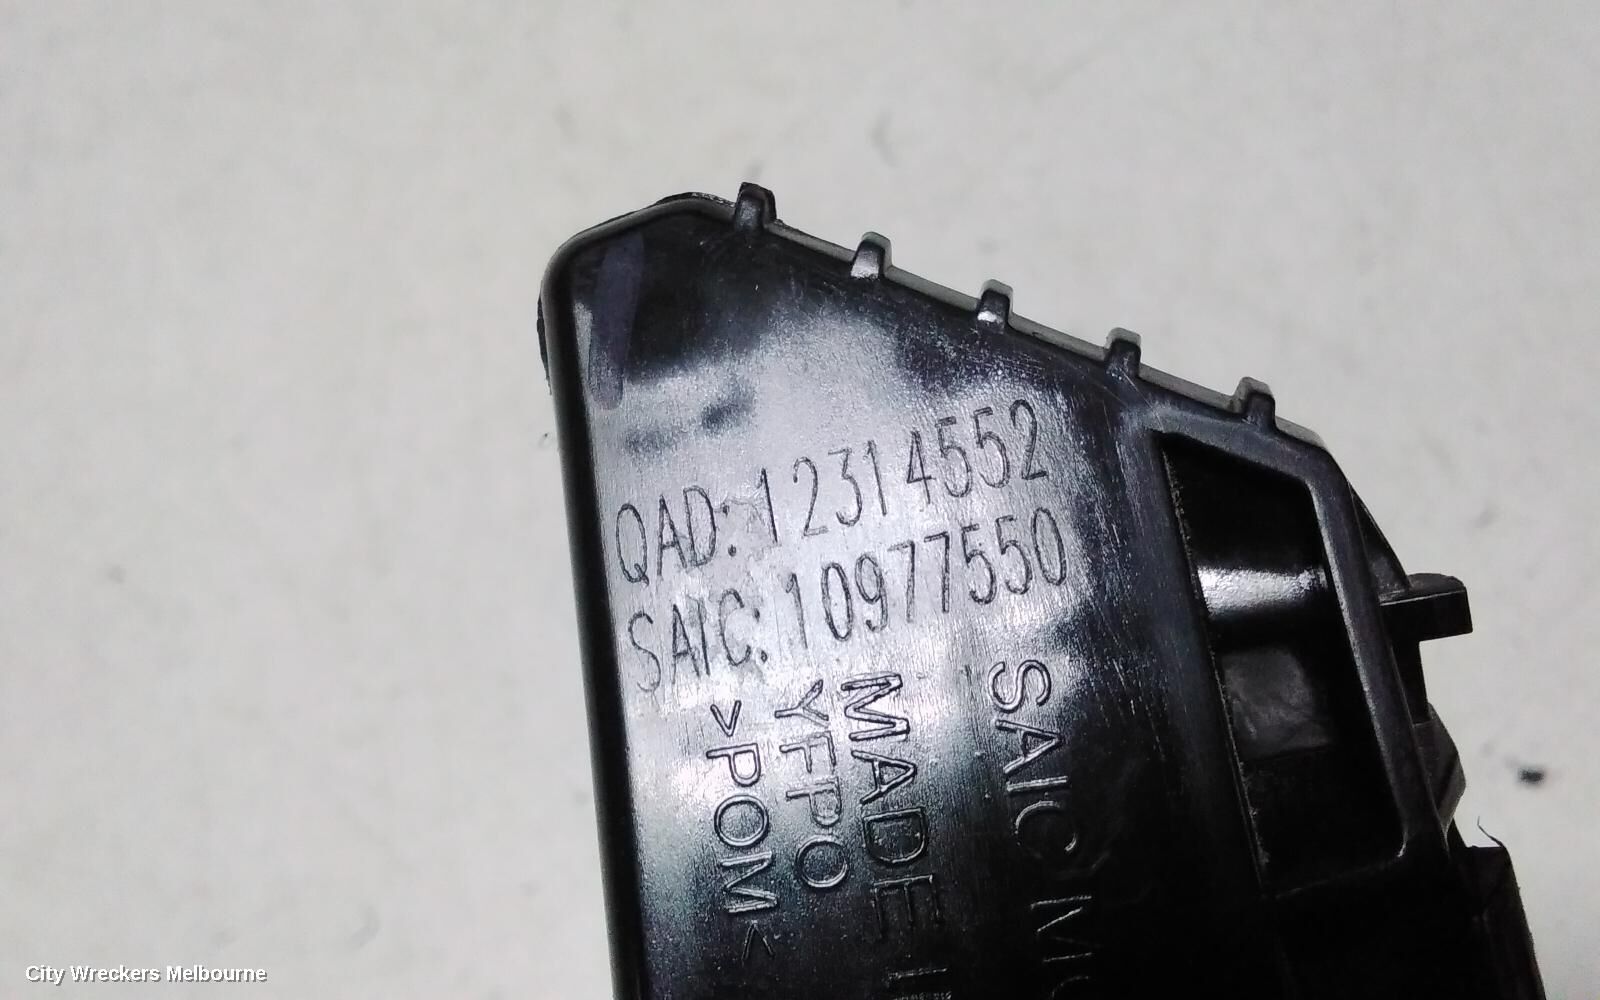 QAD: 12314552
SAIC: 10977550
SAIC
MADE
YFPO
>POM<
City Wreckers Melbourne